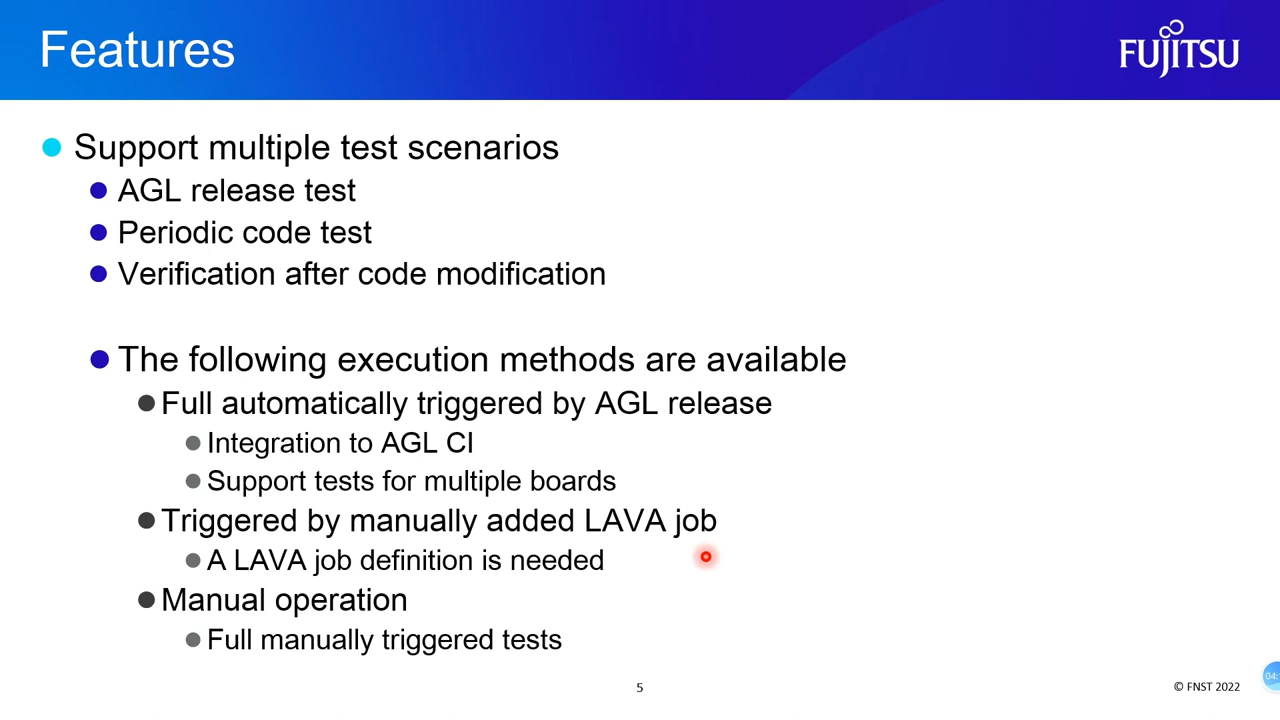 Features
FUJITSU
Support multiple test scenarios
AGL release test
Periodic code test
Verification after code modification
The following execution methods are available
Full automatically triggered by AGL release
Integration to AGL CI
Support tests for multiple boards
Triggered by manually added LAVA job
A LAVA job definition is needed
Manual operation
Full manually triggered tests
5
© FNST 2022